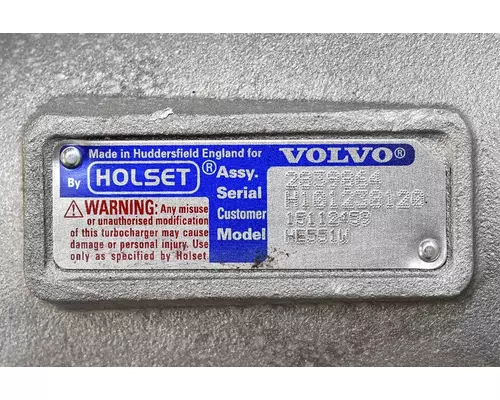 Made in Huddersfield England for VOLVO®
By HOLSET®
Assy.
Serial
Customer 15112450
Model HE551W
WARNING: Any misuse
or unauthorised modification
of this turbocharger may cause
damage or personal injury. Use
only as specified by Holset.